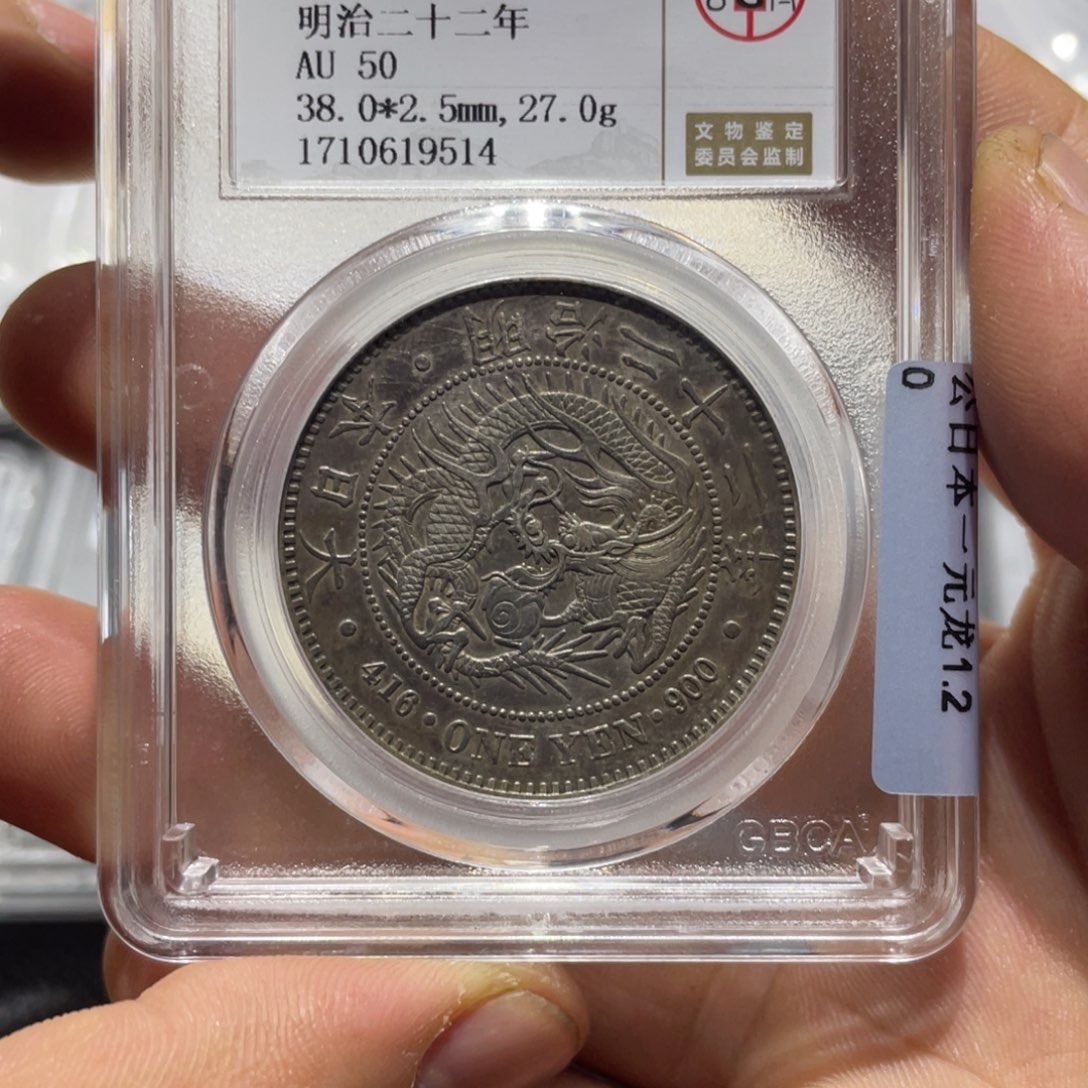 明治二十二年
AU 50
38.0*2.5mm,27.0g
1710619514
文物鉴定
委员会监制
大日本・明治二十二年
416・ONE YEN・900
公日本一元龙1.2
0
GBCA